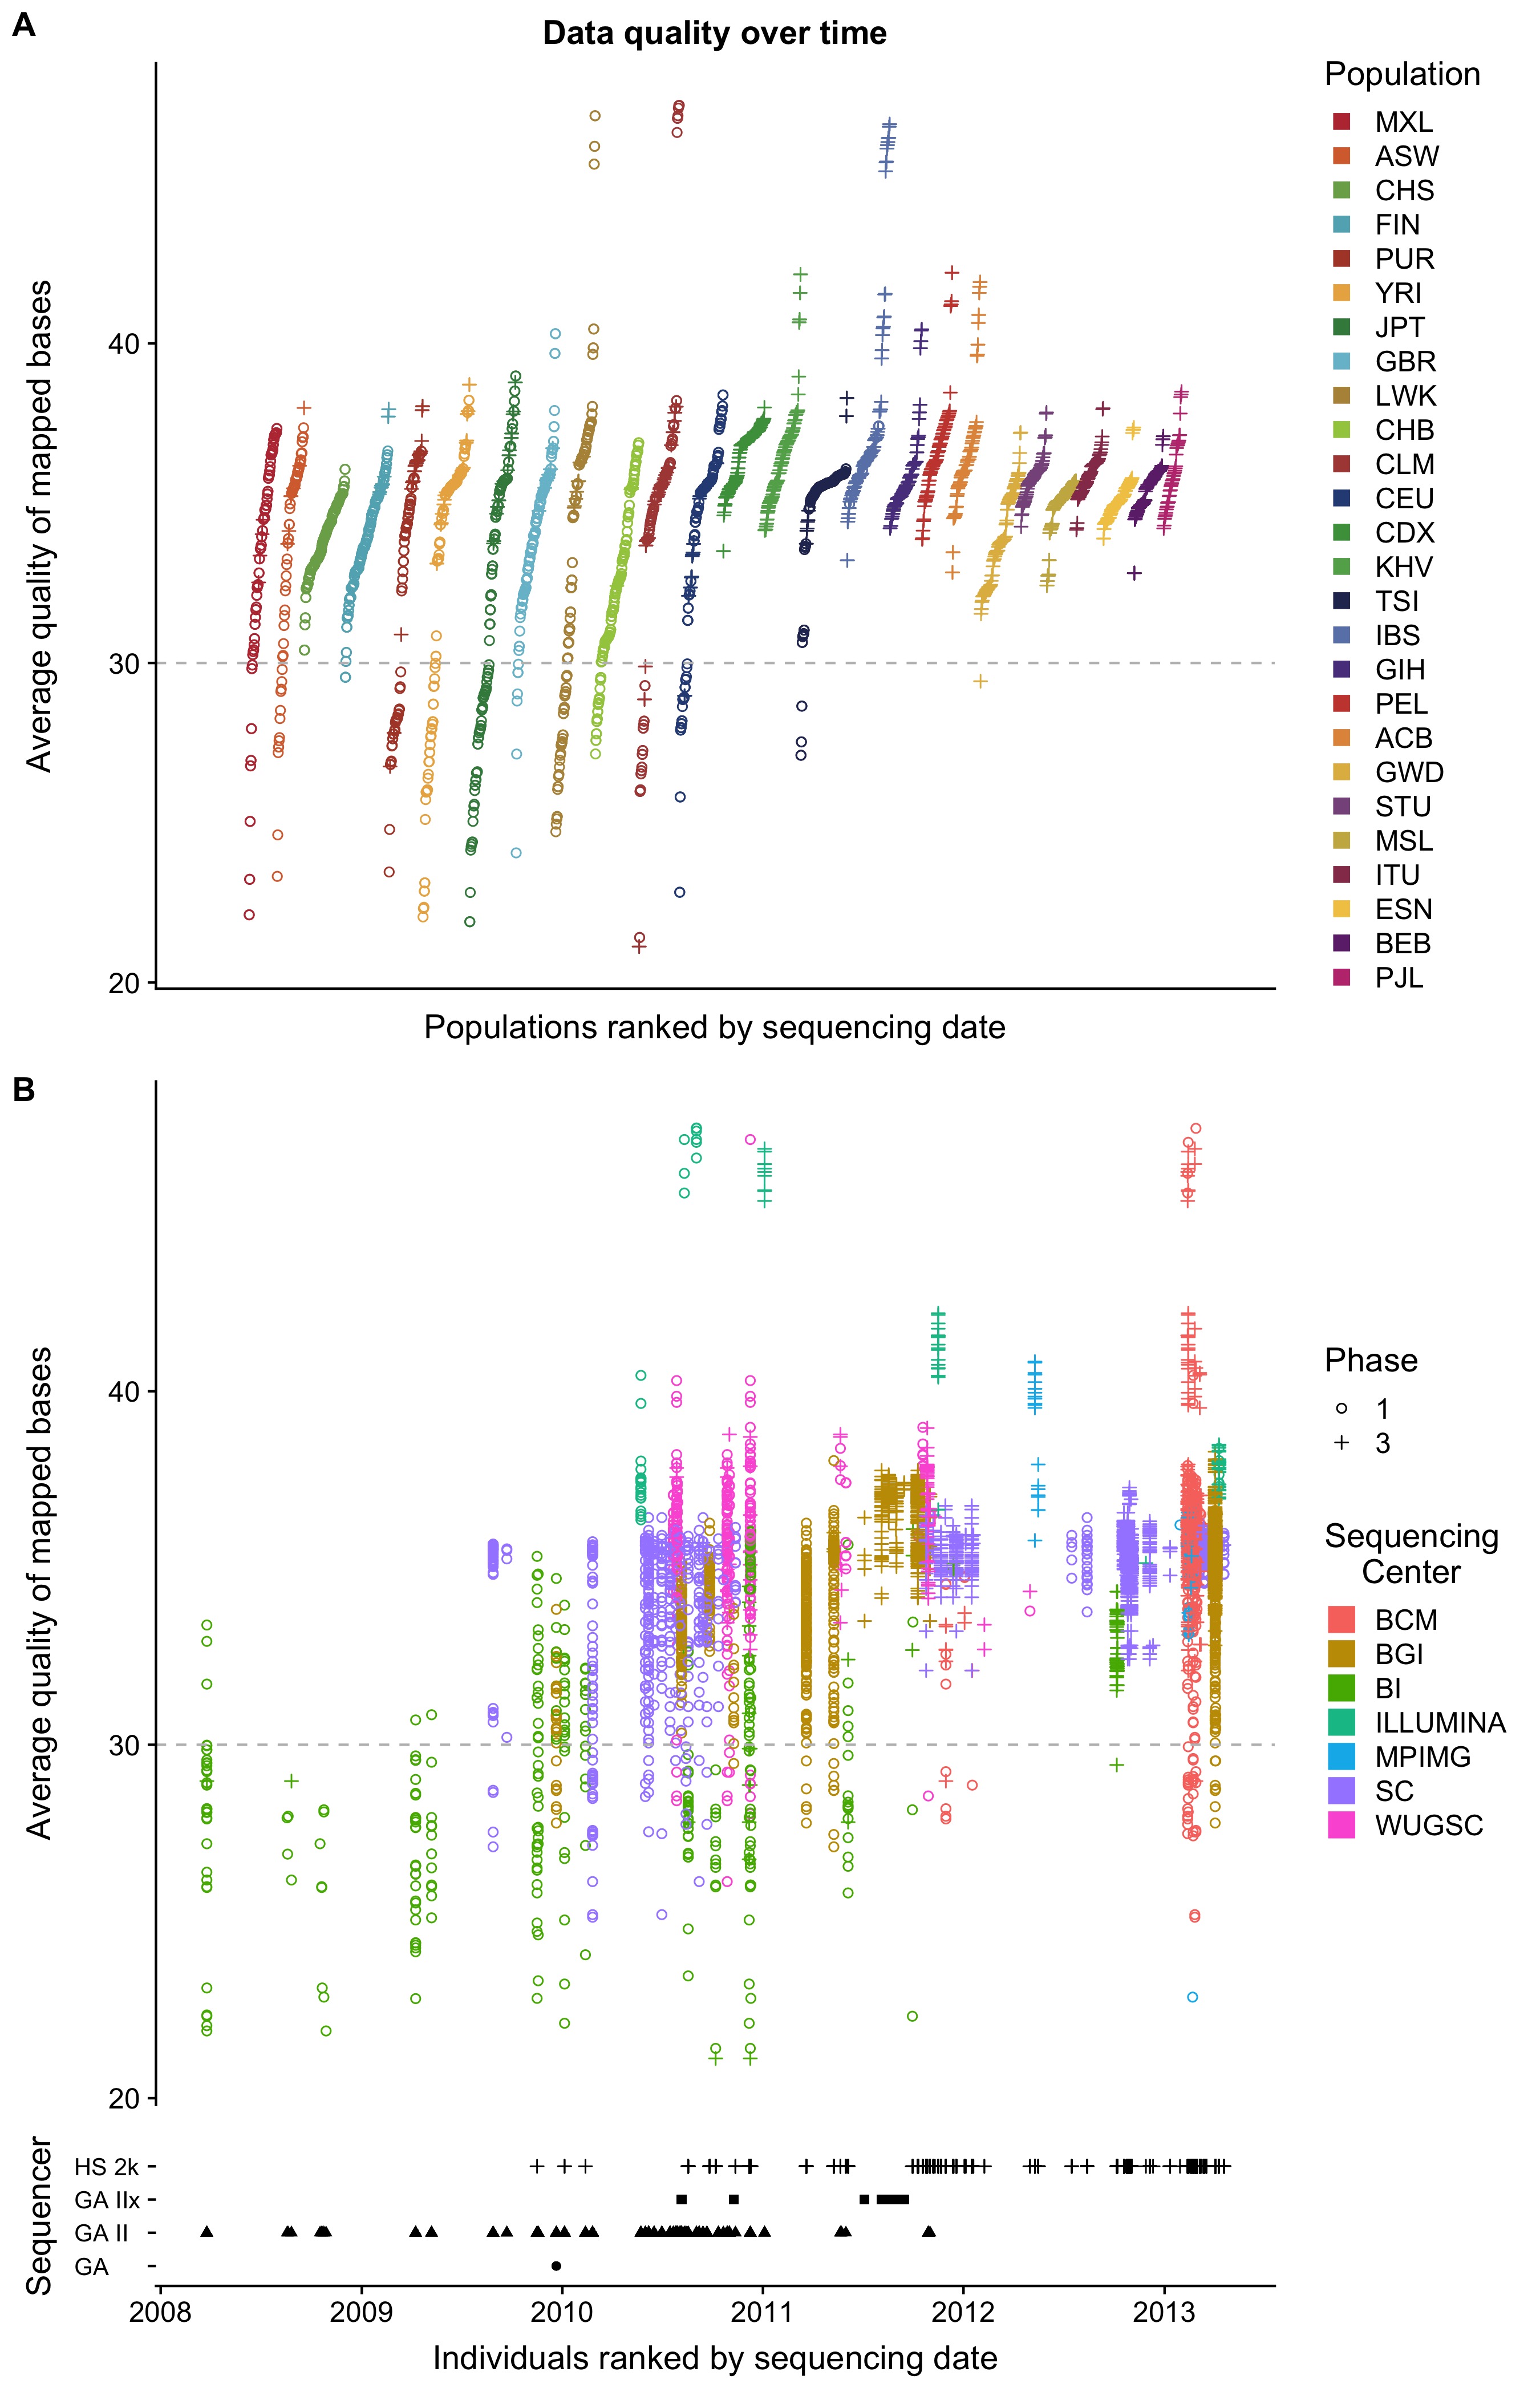 A
Data quality over time
Average quality of mapped bases
40
30
20
Populations ranked by sequencing date
Population
MXL
ASW
CHS
FIN
PUR
YRI
JPT
GBR
LWK
CHB
CLM
CEU
CDX
KHV
TSI
IBS
GIH
PEL
ACB
GWD
STU
MSL
ITU
ESN
BEB
PJL
B
Average quality of mapped bases
40
30
20
Phase
1
3
Sequencing
Center
BCM
BGI
BI
ILLUMINA
MPIMG
SC
WUGSC
Sequencer
HS 2k
GA IIx
GA II
GA
2008 2009 2010 2011 2012 2013
Individuals ranked by sequencing date